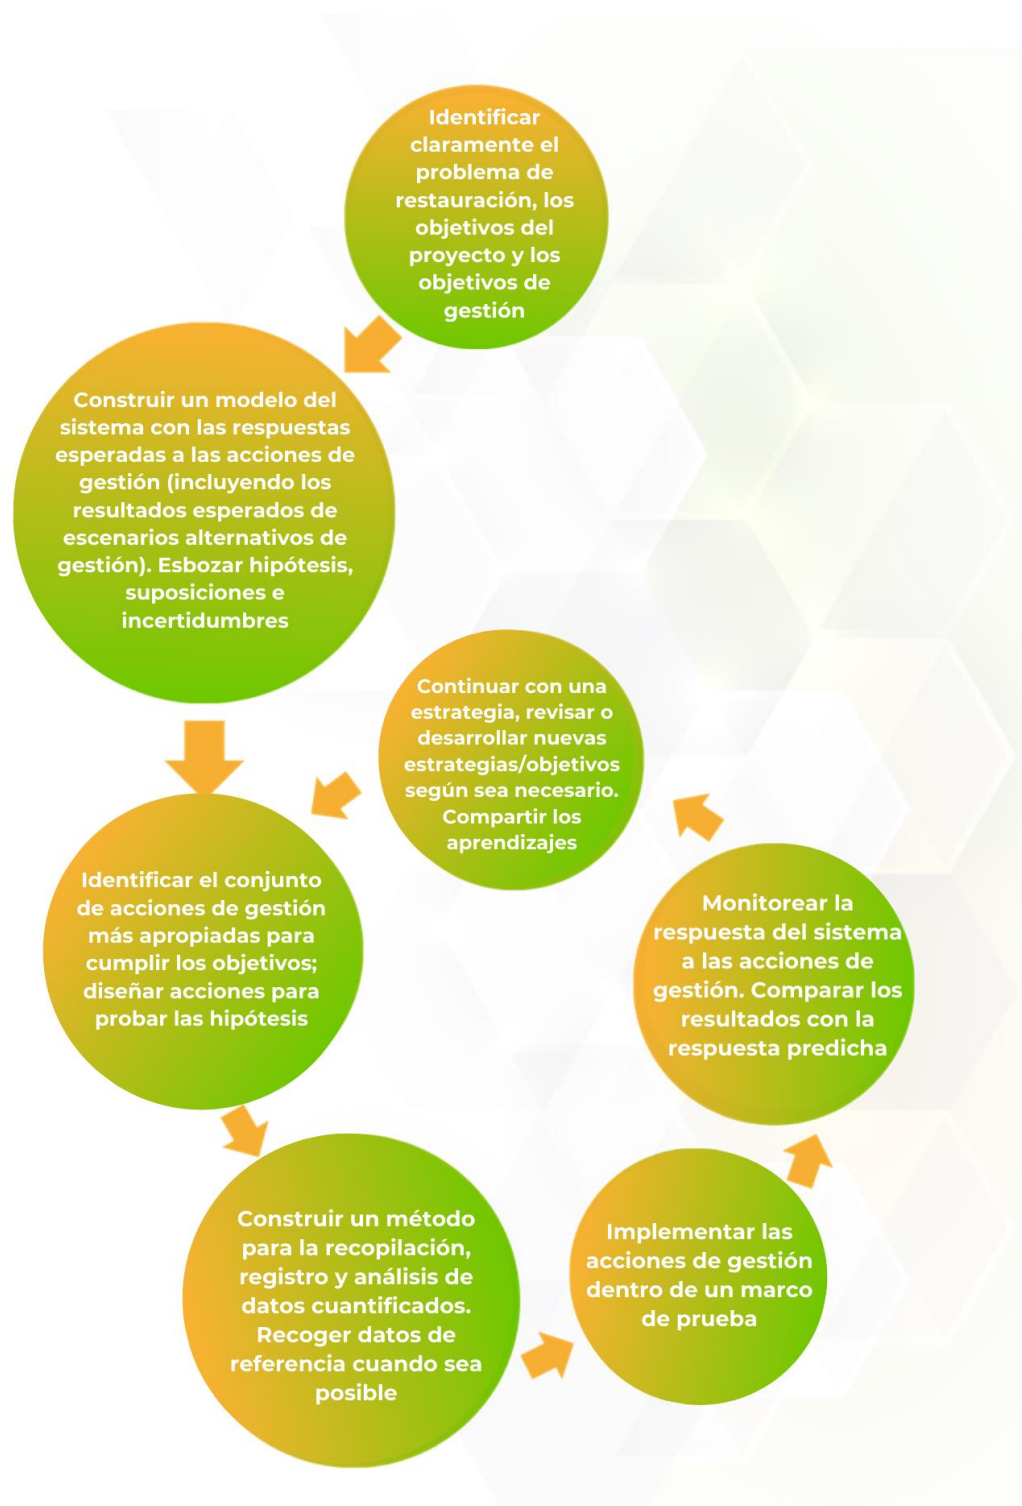 Identificar
claramente el
problema de
restauración, los
objetivos del
proyecto y los
objetivos de
gestión
Construir un modelo del
sistema con las respuestas
esperadas a las acciones de
gestión (incluyendo los
resultados esperados de
escenarios alternativos de
gestión). Esbozar hipótesis,
suposiciones e
incertidumbres
Identificar el conjunto
de acciones de gestión
más apropiadas para
cumplir los objetivos;
diseñar acciones para
probar las hipótesis
Construir un método
para la recopilación,
registro y análisis de
datos cuantificados.
Recoger datos de
referencia cuando sea
posible
Implementar las
acciones de gestión
dentro de un marco
de prueba
Monitorear la
respuesta del sistema
a las acciones de
gestión. Comparar los
resultados con la
respuesta predicha
Continuar con una
estrategia, revisar o
desarrollar nuevas
estrategias/objetivos
según sea necesario.
Compartir los
aprendizajes